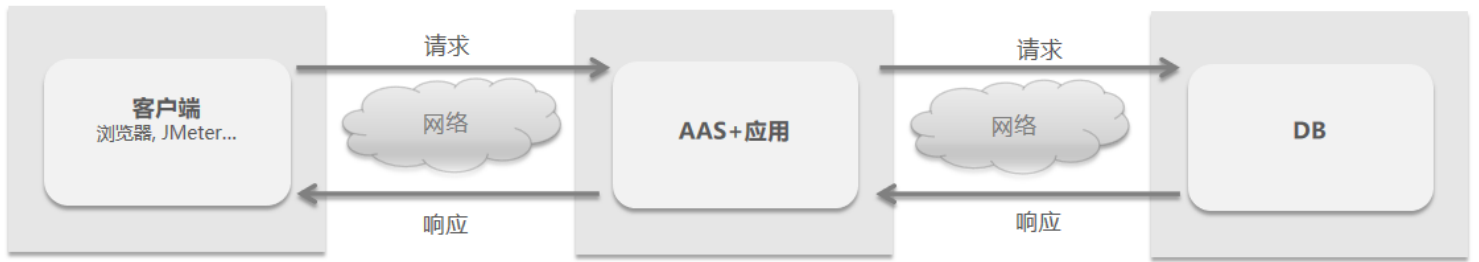 请求
请求
客户端
浏览器, JMeter...
网络
AAS+应用
网络
DB
响应
响应